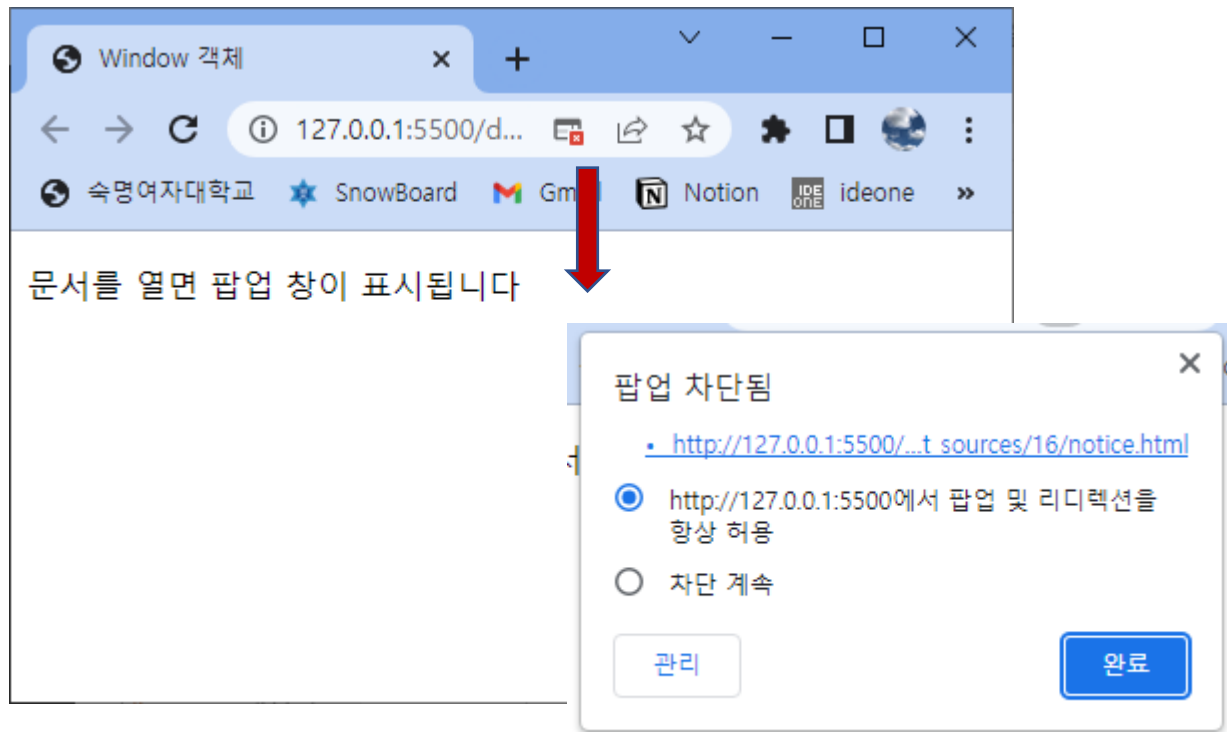 Window 객체
127.0.0.1:5500/d...
숙명여자대학교 SnowBoard Notion IDE ONE ideone »
문서를 열면 팝업 창이 표시됩니다
팝업 차단됨
• http://127.0.0.1:5500/...t_sources/16/notice.html
http://127.0.0.1:5500에서 팝업 및 리디렉션을
항상 허용
차단 계속
관리 완료